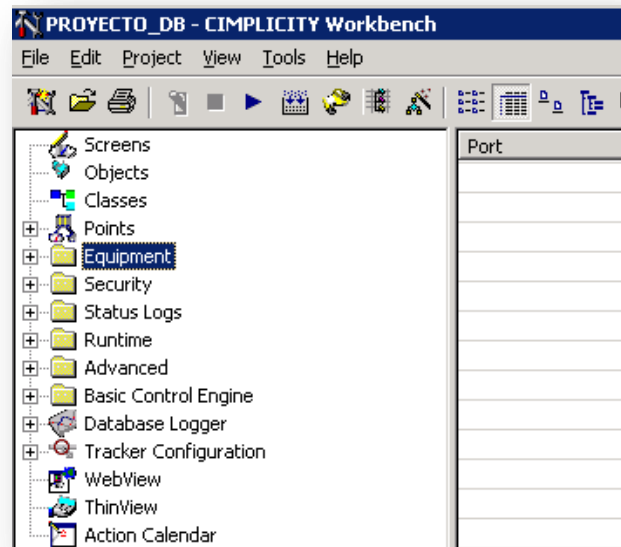 PROYECTO_DB - CIMPLICITY Workbench
File Edit Project View Tools Help
Port
Screens
Objects
Classes
Points
Equipment
Security
Status Logs
Runtime
Advanced
Basic Control Engine
Database Logger
Tracker Configuration
WebView
ThinView
Action Calendar